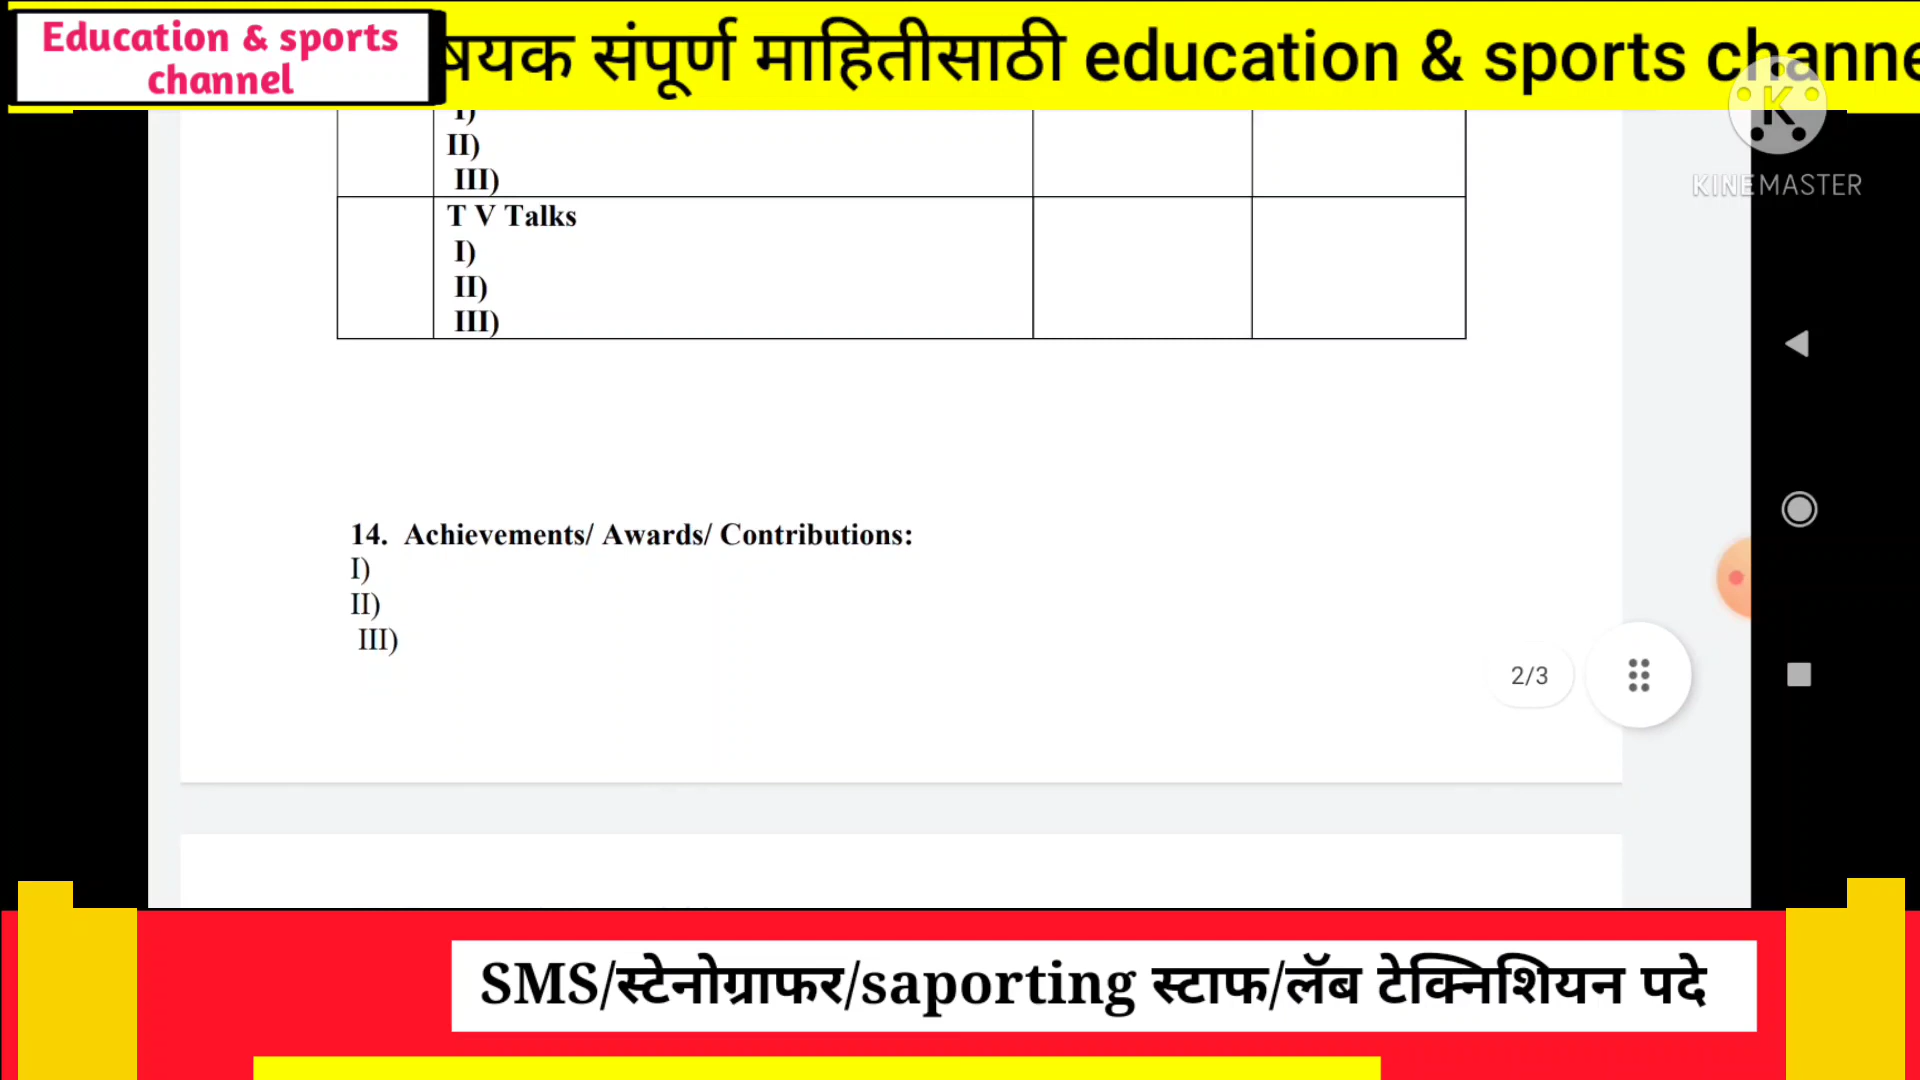 Education & sports
channel
षयक संपूर्ण माहितीसाठी education & sports channe
K
KINEMASTER
I)
II)
III)
T V Talks
I)
II)
III)
14. Achievements/ Awards/ Contributions:
I)
II)
III)
2/3
SMS/स्टेनोग्राफर/saporting स्टाफ/लॅब टेक्निशियन पदे